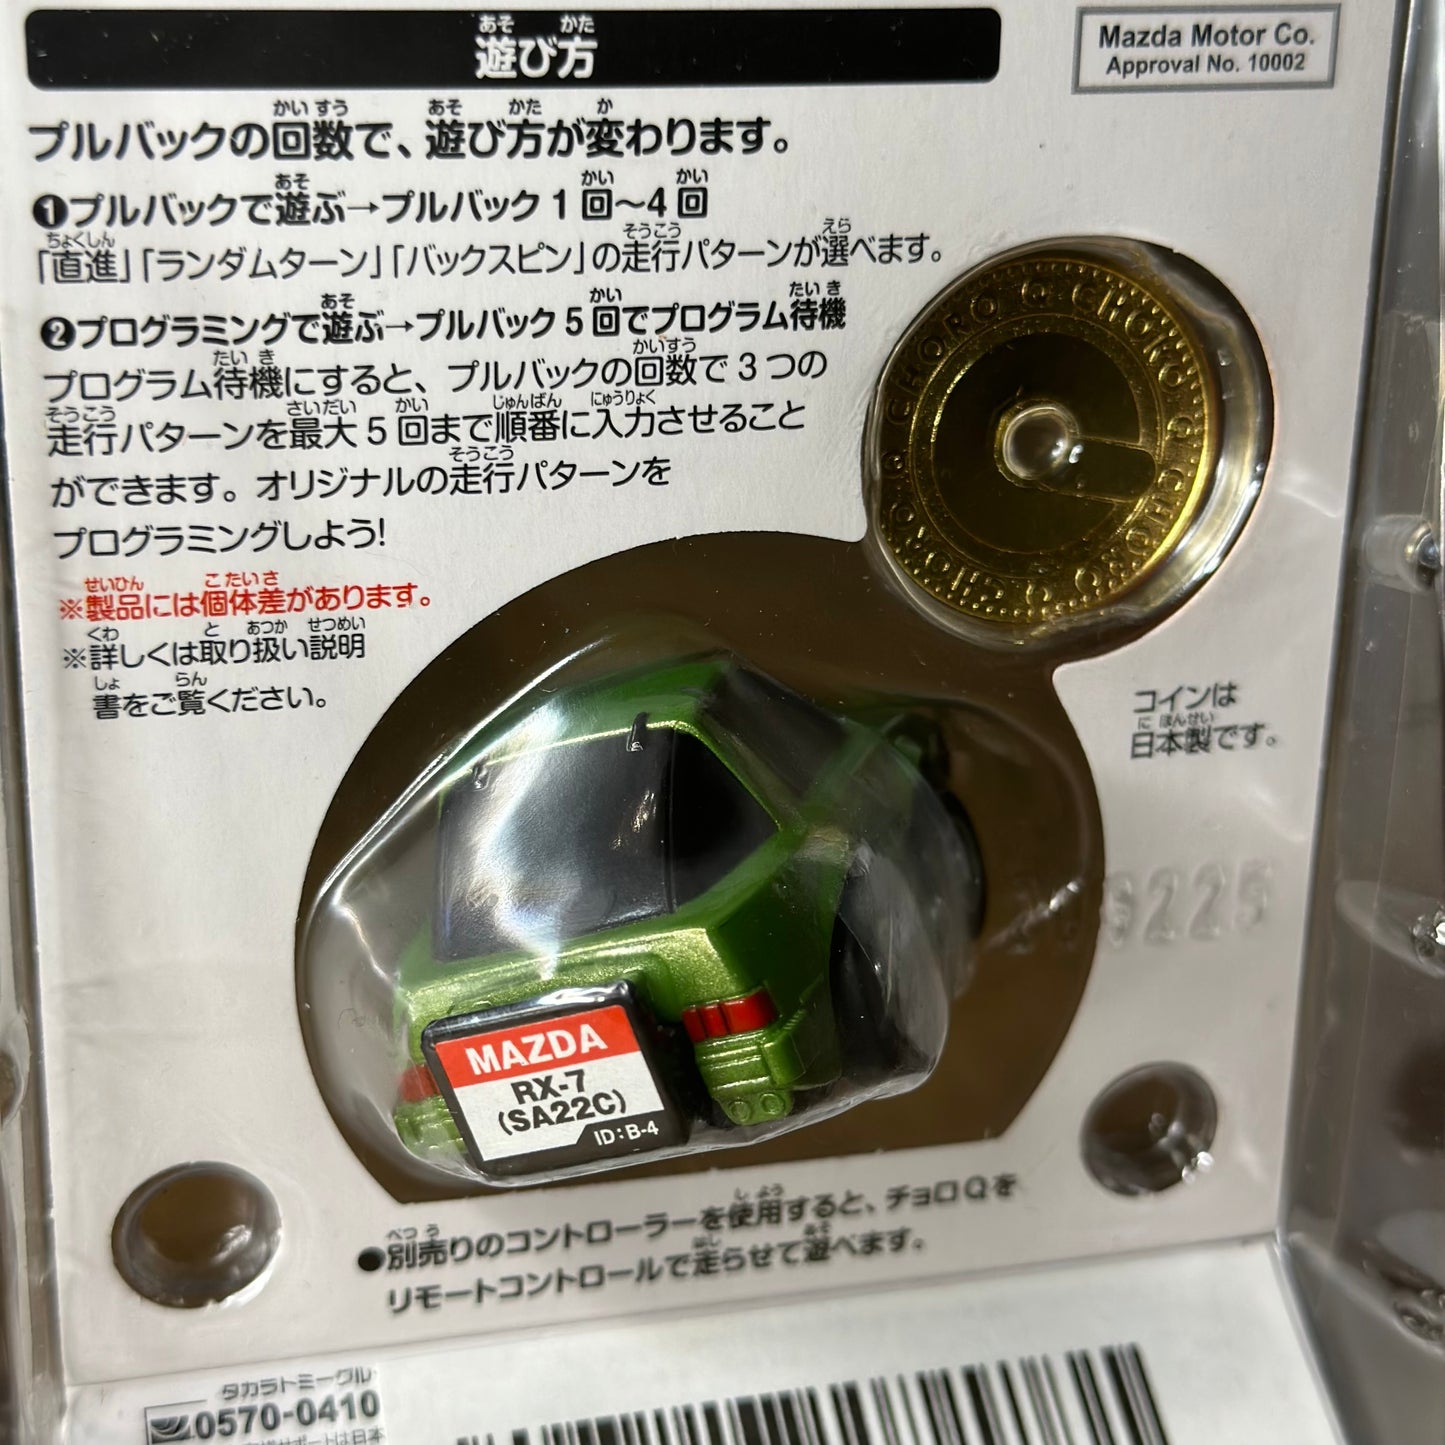 遊び方
Mazda Motor Co.
Approval No. 10002
プルバックの回数で、遊び方が変わります。
❶プルバックで遊ぶ→プルバック1回〜4回
「直進」「ランダムターン」「バックスピン」の走行パターンが選べます。
❷プログラミングで遊ぶ→プルバック5回でプログラム待機
プログラム待機にすると、プルバックの回数で3つの
走行パターンを最大5回まで順番に入力させること
ができます。オリジナルの走行パターンを
プログラミングしよう!
※製品には個体差があります。
※詳しくは取り扱い説明
書をご覧ください。
CHORO Q CHORO Q CHORO Q CHORO Q
コインは
日本製です。
3225
MAZDA
RX-7
(SA22C)
ID:B-4
●別売りのコントローラーを使用すると、チョロQを
リモートコントロールで走らせて遊べます。
タカラトミーグル
0570-0410